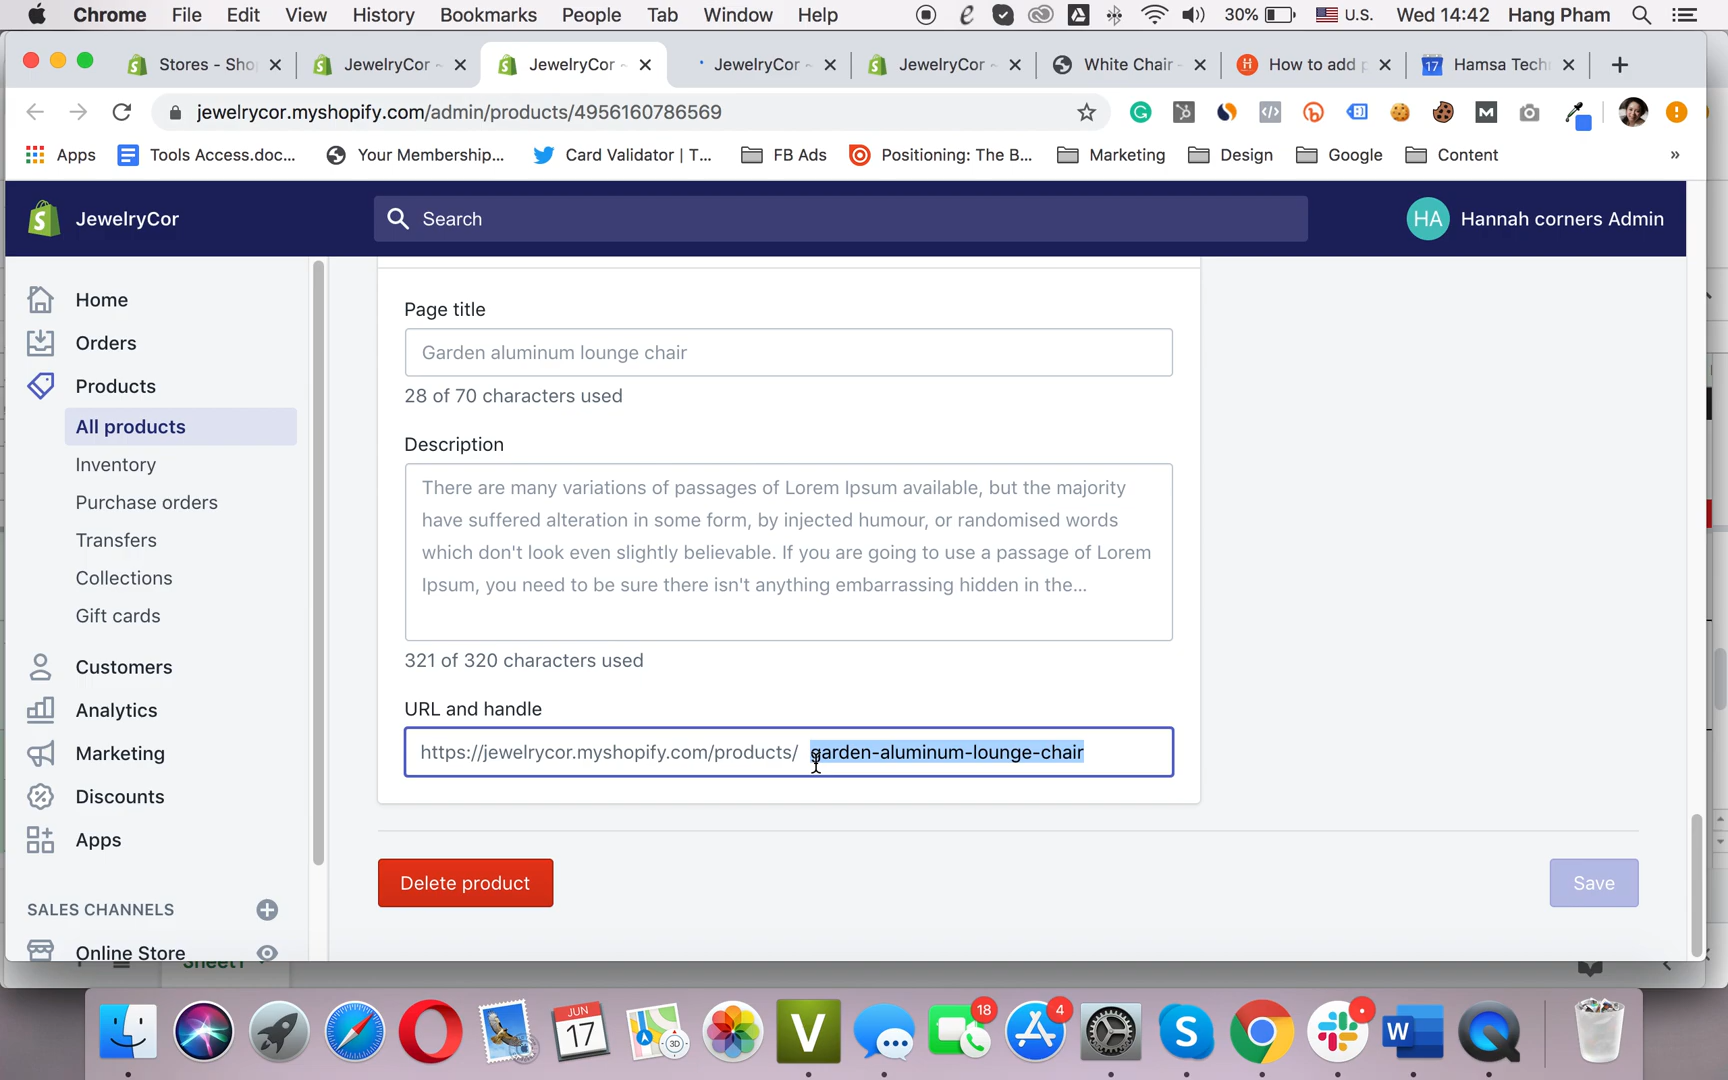 Chrome File Edit View History Bookmarks People Tab Window Help 30% U.S. Wed 14:42 Hang Pham
Stores - Sho JewelryCor ~ JewelryCor ~ JewelryCor ~ JewelryCor ~ White Chair - How to add p 17 Hamsa Tech
jewelrycor.myshopify.com/admin/products/4956160786569
Apps Tools Access.doc... Your Membership... Card Validator | T... FB Ads Positioning: The B... Marketing Design Google Content »
JewelryCor Search HA Hannah corners Admin
Home
Orders
Products
All products
Inventory
Purchase orders
Transfers
Collections
Gift cards
Customers
Analytics
Marketing
Discounts
Apps
SALES CHANNELS
Online Store
Page title
Garden aluminum lounge chair
28 of 70 characters used
Description
There are many variations of passages of Lorem Ipsum available, but the majority
have suffered alteration in some form, by injected humour, or randomised words
which don't look even slightly believable. If you are going to use a passage of Lorem
Ipsum, you need to be sure there isn't anything embarrassing hidden in the...
321 of 320 characters used
URL and handle
https://jewelrycor.myshopify.com/products/ garden-aluminum-lounge-chair
Delete product Save
Sheet1
JUN 17 3D V 18 4 S W